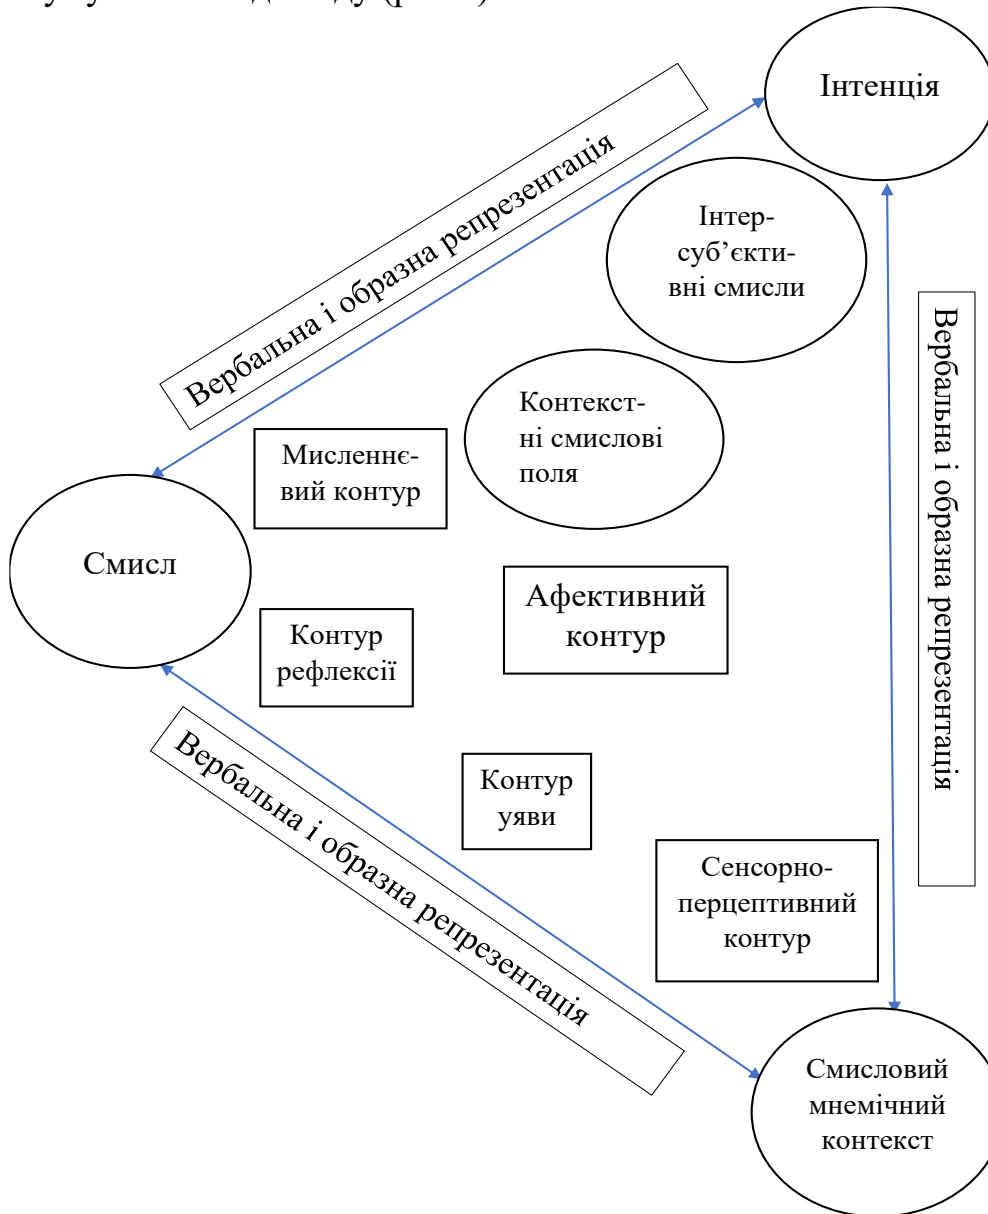 Інтенція
Вербальна і образна репрезентація
Інтер-
суб’єкти-
вні смисли
Вербальна і образна репрезентація
Контекст-
ні смислові
поля
Мисленнє-
вий контур
Смисл
Афективний
контур
Контур
рефлексії
Вербальна і образна репрезентація
Контур
уяви
Сенсорно-
перцептивний
контур
Смисловий
мнемічний
контекст